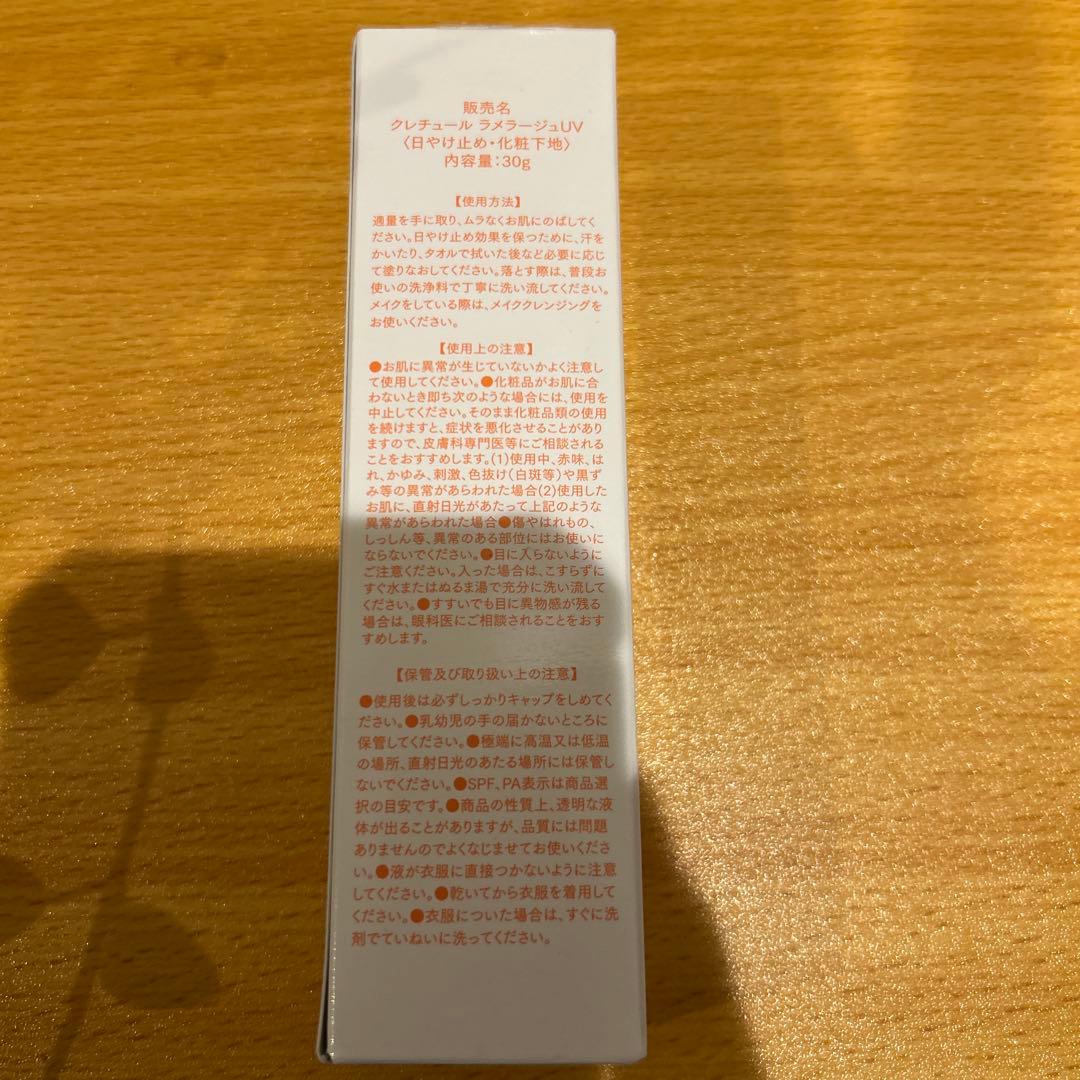 販売名
クレチュール ラメラージュUV
〈日やけ止め・化粧下地〉
内容量:30g
【使用方法】
適量を手に取り、ムラなくお肌にのばしてく
ださい。日やけ止め効果を保つために、汗を
かいたり、タオルで拭いた後など必要に応じ
て塗りなおしてください。落とす際は、普段お
使いの洗浄料で丁寧に洗い流してください。
メイクをしている際は、メイククレンジングを
お使いください。
【使用上の注意】
●お肌に異常が生じていないかよく注意し
て使用してください。●化粧品がお肌に合
わないとき即ち次のような場合には、使用を
中止してください。そのまま化粧品類の使用
を続けますと、症状を悪化させることがあり
ますので、皮膚科専門医等にご相談される
ことをおすすめします。(1)使用中、赤味、は
れ、かゆみ、刺激、色抜け(白斑等)や黒ず
み等の異常があらわれた場合(2)使用した
お肌に、直射日光があたって上記のような
異常があらわれた場合●傷やはれもの、
しっしん等、異常のある部位にはお使いに
ならないでください。●目に入らないように
ご注意ください。入った場合は、こすらずに
すぐ水またはぬるま湯で充分に洗い流して
ください。●すすいでも目に異物感が残る
場合は、眼科医にご相談されることをおす
すめします。
【保管及び取り扱い上の注意】
●使用後は必ずしっかりキャップをしめてく
ださい。●乳幼児の手の届かないところに
保管してください。●極端に高温又は低温
の場所、直射日光のあたる場所には保管し
ないでください。●SPF、PA表示は商品選
択の目安です。●商品の性質上、透明な液
体が出ることがありますが、品質には問題
ありませんのでよくなじませてお使いくださ
い。●液が衣服に直接つかないように注意
してください。●乾いてから衣服を着用して
ください。●衣服についた場合は、すぐに洗
剤でていねいに洗ってください。